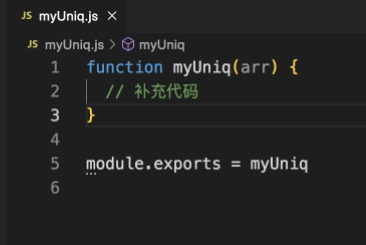 JS myUniq.js ×
JS myUniq.js > myUniq
1 function myUniq(arr) {
2   // 补充代码
3 }
4
5 module.exports = myUniq
6